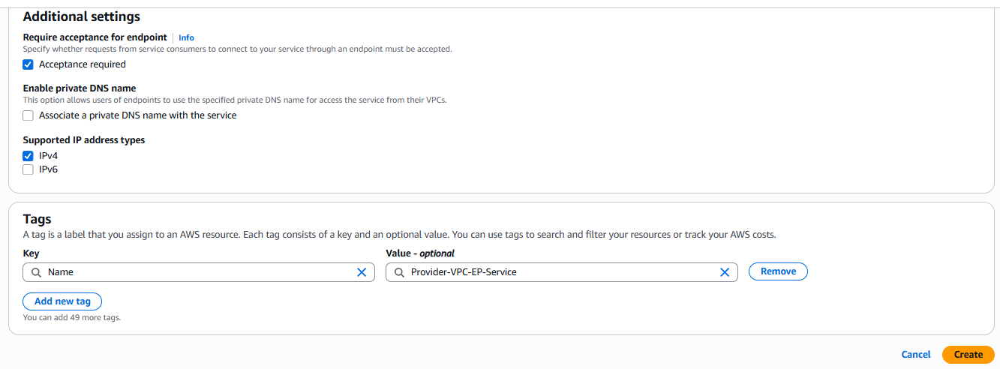 Additional settings
Require acceptance for endpoint Info
Specify whether requests from service consumers to connect to your service through an endpoint must be accepted.
Acceptance required
Enable private DNS name
This option allows users of endpoints to use the specified private DNS name for access the service from their VPCs.
Associate a private DNS name with the service
Supported IP address types
IPv4
IPv6
Tags
A tag is a label that you assign to an AWS resource. Each tag consists of a key and an optional value. You can use tags to search and filter your resources or track your AWS costs.
Key Value - optional
Name Provider-VPC-EP-Service Remove
Add new tag
You can add 49 more tags.
Cancel Create